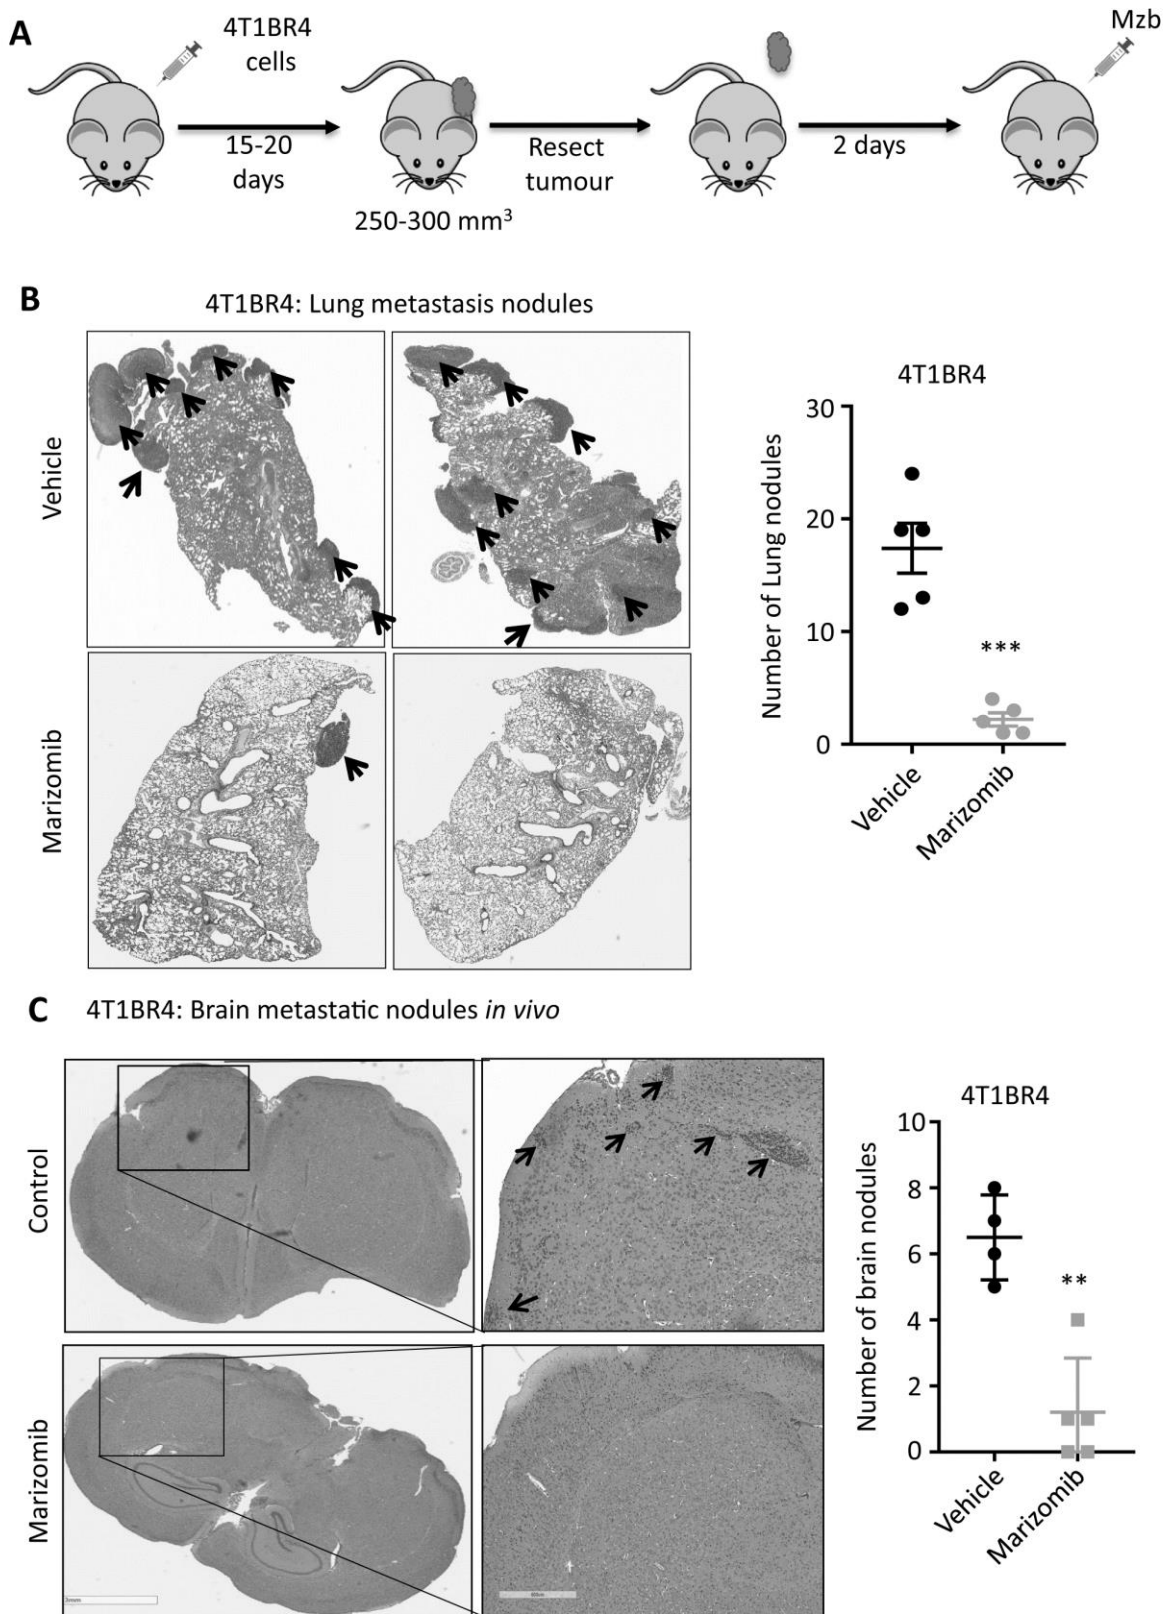 A
4T1BR4
cells
Mzb
15-20
days
Resect
tumour
2 days
250-300 mm³
B
4T1BR4: Lung metastasis nodules
Vehicle
Marizomib
4T1BR4
Number of Lung nodules
30
20
10
0
***
Vehicle
Marizomib
C
4T1BR4: Brain metastatic nodules in vivo
Control
Marizomib
4T1BR4
Number of brain nodules
10
8
6
4
2
0
**
Vehicle
Marizomib